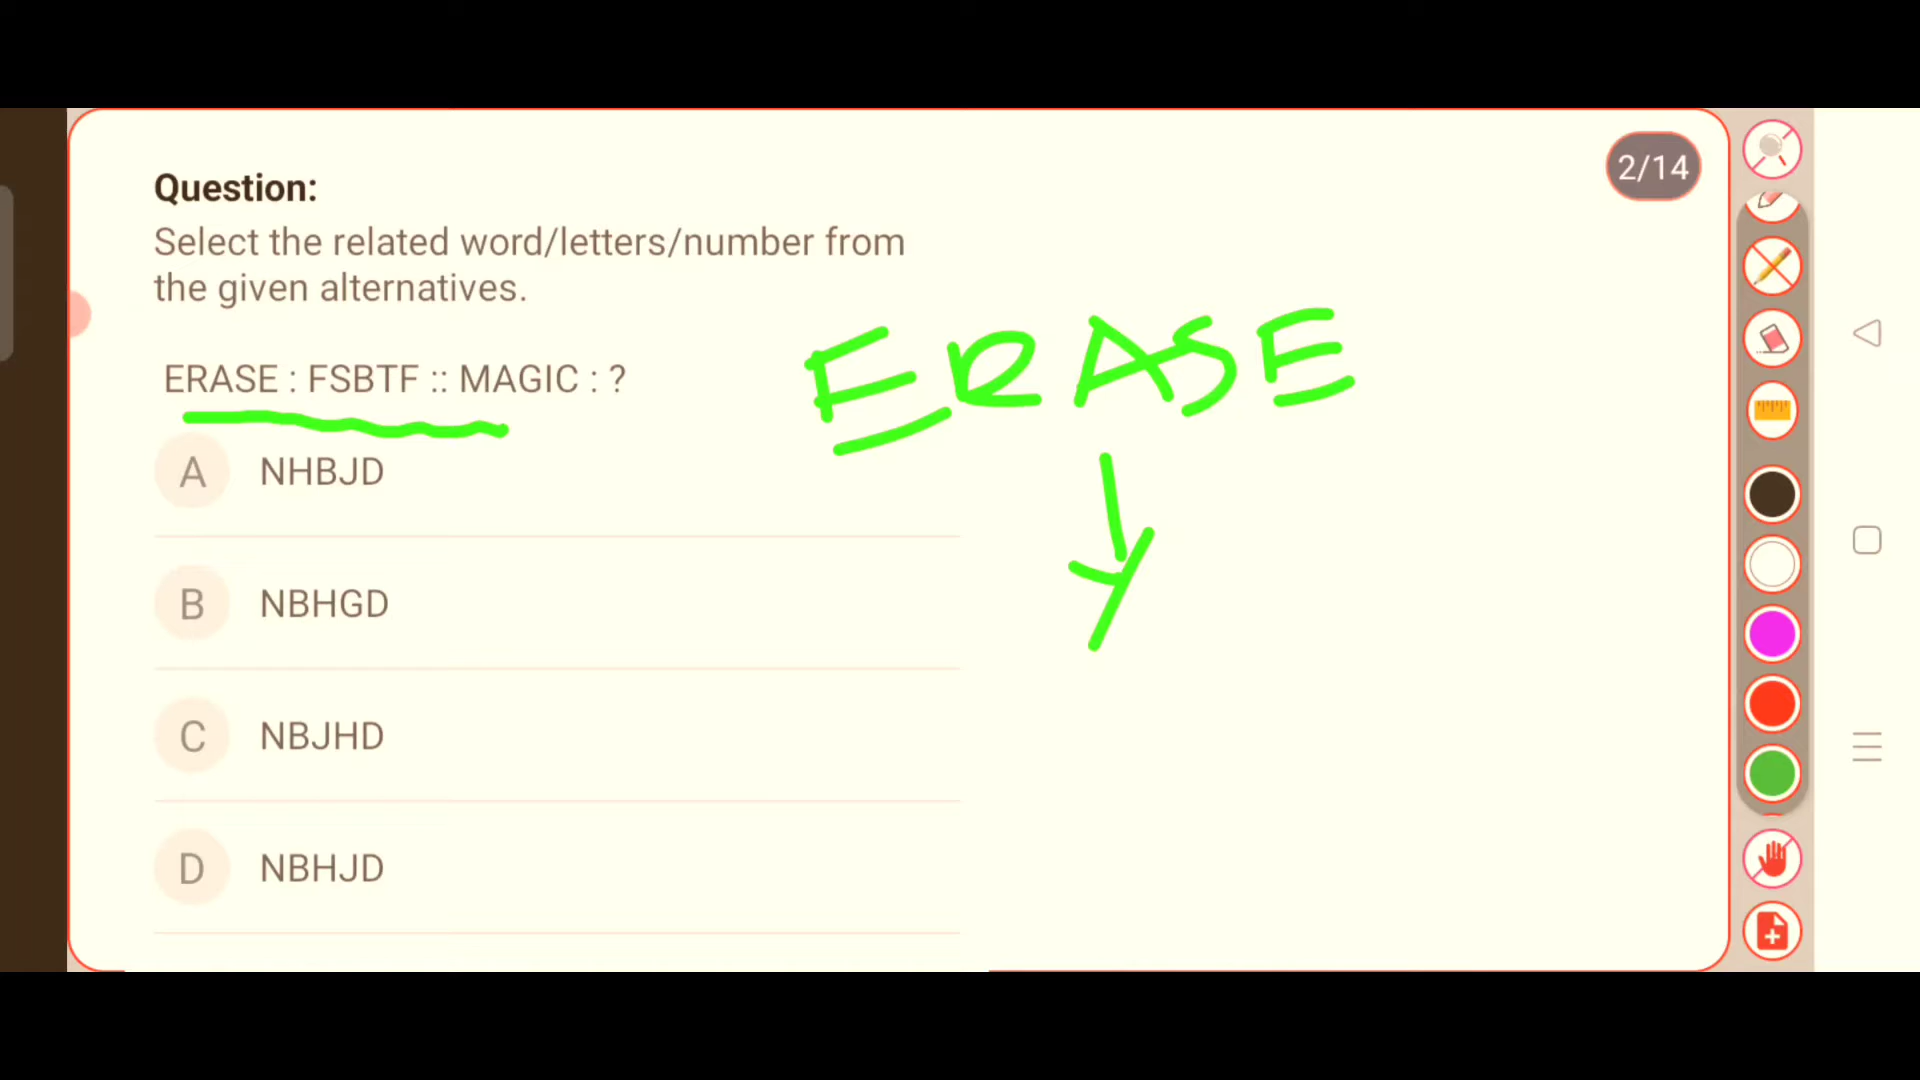 2/14
Question:
Select the related word/letters/number from
the given alternatives.
ERASE : FSBTF :: MAGIC : ?
ERASE
A NHBJD
B NBHGD
C NBJHD
D NBHJD